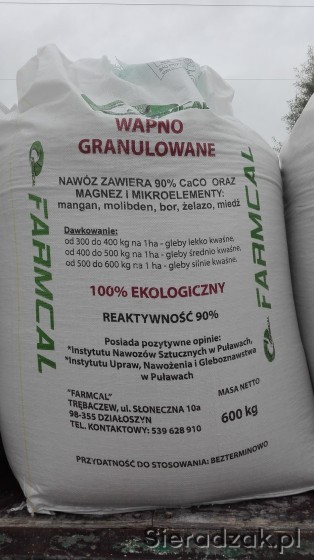 WAPNO
GRANULOWANE
NAWÓZ ZAWIERA 90% CaCO ORAZ
MAGNEZ I MIKROELEMENTY:
mangan, molibden, bor, żelazo, miedź
Dawkowanie:
od 300 do 400 kg na 1ha - gleby lekko kwaśne,
od 400 do 500 kg na 1ha - gleby średnio kwaśne,
od 500 do 600 kg na 1 ha - gleby silnie kwaśne.
100% EKOLOGICZNY
REAKTYWNOŚĆ 90%
Posiada pozytywne opinie:
*Instytutu Nawozów Sztucznych w Puławach,
*Instytutu Upraw, Nawożenia i Gleboznawstwa
w Puławach
"FARMCAL"
TRĘBACZEW, ul. SŁONECZNA 10a
98-355 DZIAŁOSZYN
TEL. KONTAKTOWY: 539 628 910
MASA NETTO
600 kg
PRZYDATNOŚĆ DO STOSOWANIA: BEZTERMINOWO
FARMCAL
FARMCAL
Sieradzak.pl